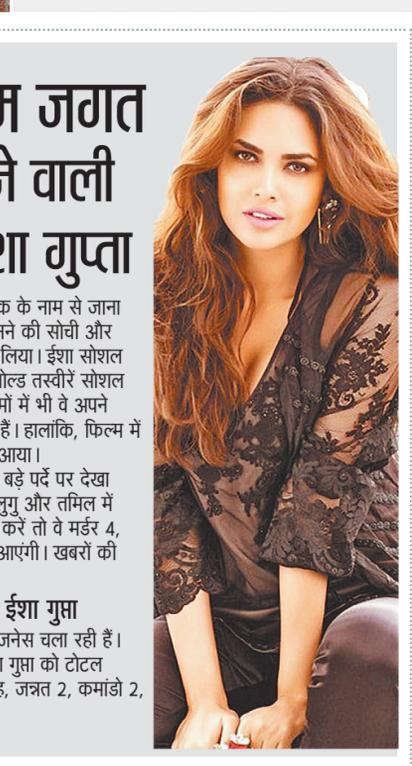 म जगत
ने वाली
शा गुप्ता
क के नाम से जाना
नने की सोची और
लिया। ईशा सोशल
ोल्ड तस्वीरें सोशल
मों में भी वे अपने
हैं। हालांकि, फिल्म में
आया।
बड़े पर्दे पर देखा
लुगु और तमिल में
करें तो वे मर्डर 4,
आएंगी। खबरों की
ईशा गुप्ता
जनेस चला रही हैं।
गुप्ता को टोटल
ह, जन्नत 2, कमांडो 2,